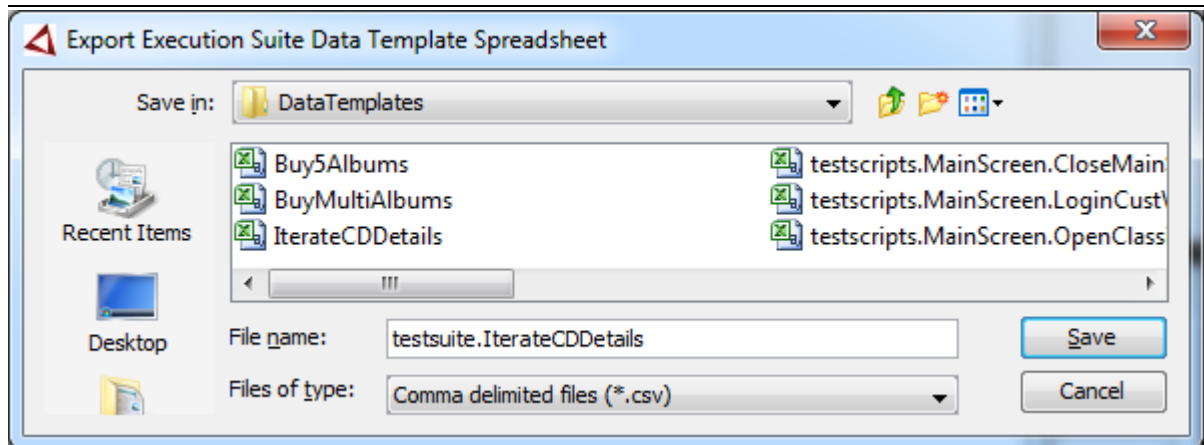 Export Execution Suite Data Template Spreadsheet
Save in: DataTemplates
Buy5Albums testscripts.MainScreen.CloseMain
BuyMultiAlbums testscripts.MainScreen.LoginCust
IterateCDDetails testscripts.MainScreen.OpenClass
Recent Items
Desktop
File name: testsuite.IterateCDDetails Save
Files of type: Comma delimited files (*.csv) Cancel